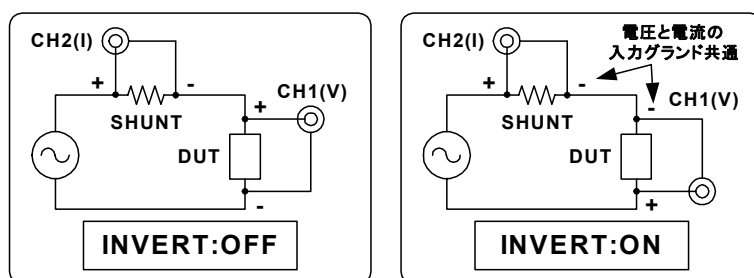 CH2(I)
+
-
SHUNT
+
CH1(V)
DUT
-
INVERT:OFF
電圧と電流の
入力グランド共通
CH2(I)
+
-
SHUNT
-
CH1(V)
DUT
+
INVERT:ON